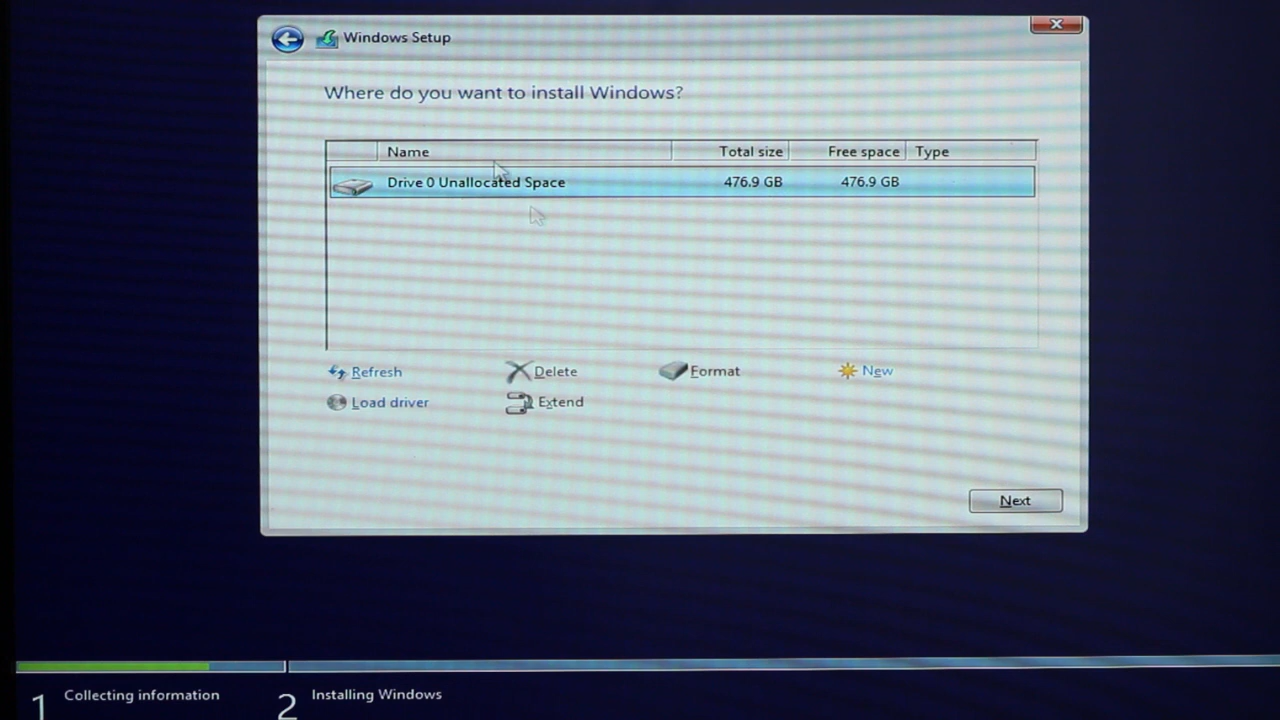 Windows Setup
Where do you want to install Windows?
Name Total size Free space Type
Drive 0 Unallocated Space 476.9 GB 476.9 GB
Refresh Delete Format New
Load driver Extend
Next
1 Collecting information 2 Installing Windows